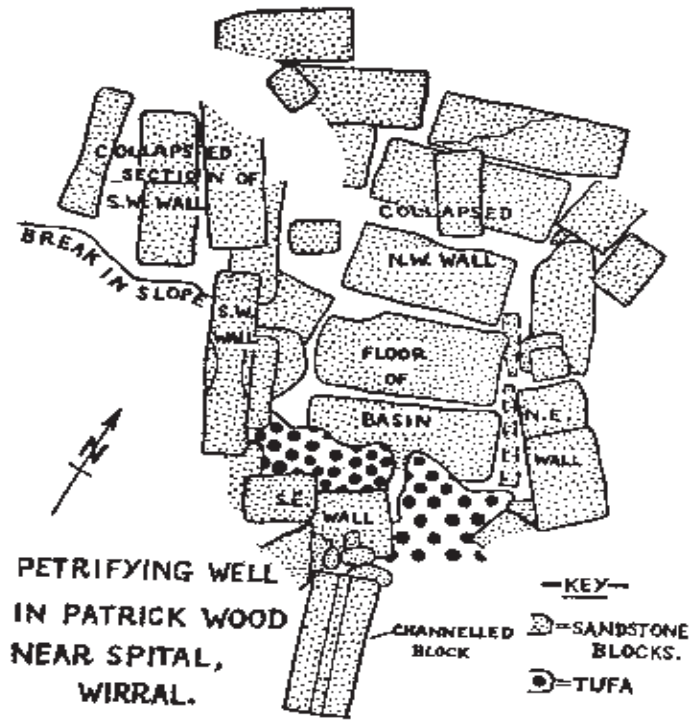 COLLAPSED
SECTION OF
S.W. WALL
COLLAPSED
N.W. WALL
BREAK IN SLOPE
S.W.
WALL
FLOOR
OF
BASIN
N.E.
WALL
N
S.E.
WALL
PETRIFYING WELL
IN PATRICK WOOD
NEAR SPITAL,
WIRRAL.
CHANNELLED
BLOCK
—KEY—
=SANDSTONE
BLOCKS.
=TUFA